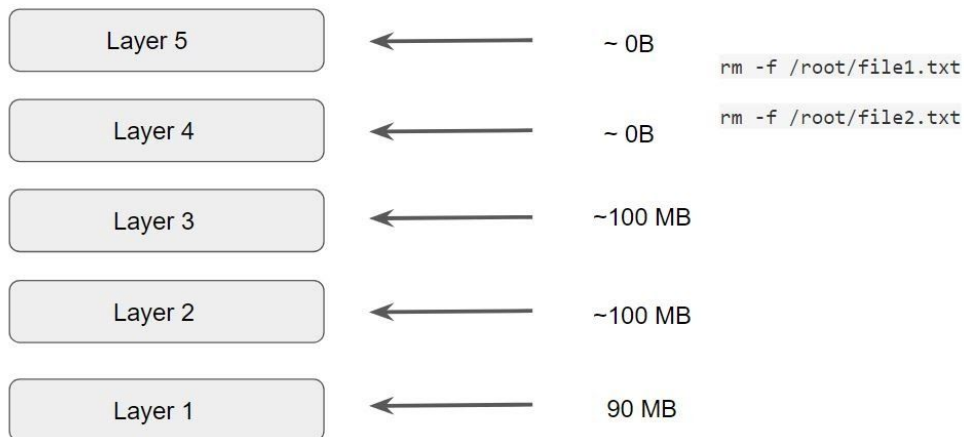 Layer 5 ~ 0B
rm -f /root/file1.txt
Layer 4 ~ 0B rm -f /root/file2.txt
Layer 3 ~100 MB
Layer 2 ~100 MB
Layer 1 90 MB